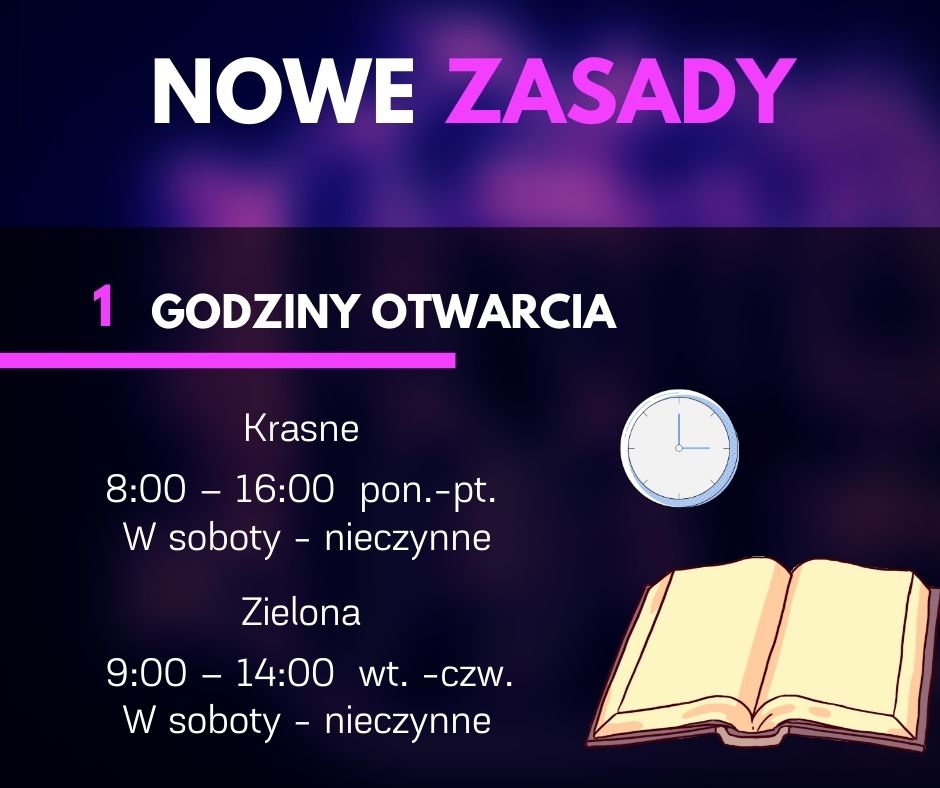 NOWE ZASADY
1 GODZINY OTWARCIA
Krasne
8:00 – 16:00 pon.-pt.
W soboty - nieczynne
Zielona
9:00 – 14:00 wt. -czw.
W soboty - nieczynne